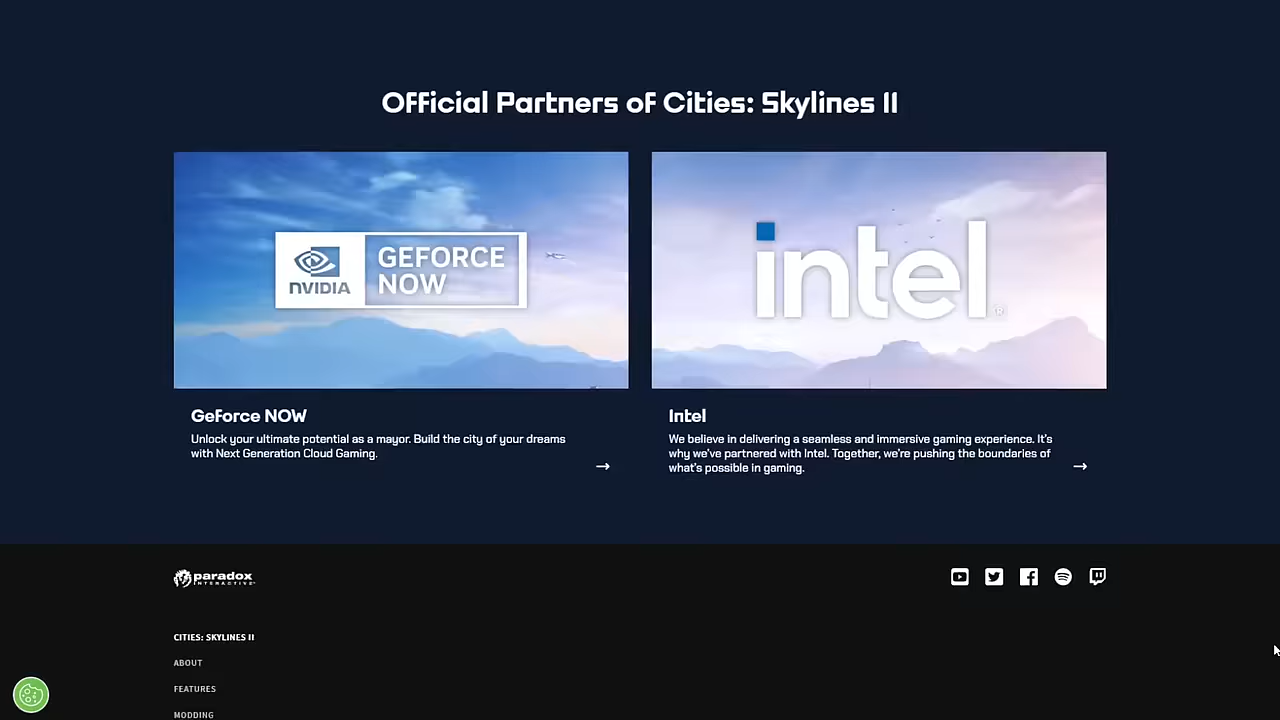 Official Partners of Cities: Skylines II
NVIDIA
GEFORCE
NOW
intel
GeForce NOW
Unlock your ultimate potential as a mayor. Build the city of your dreams
with Next Generation Cloud Gaming.
→
Intel
We believe in delivering a seamless and immersive gaming experience. It's
why we've partnered with Intel. Together, we're pushing the boundaries of
what's possible in gaming.
→
paradox
INTERACTIVE
CITIES: SKYLINES II
ABOUT
FEATURES
MODDING